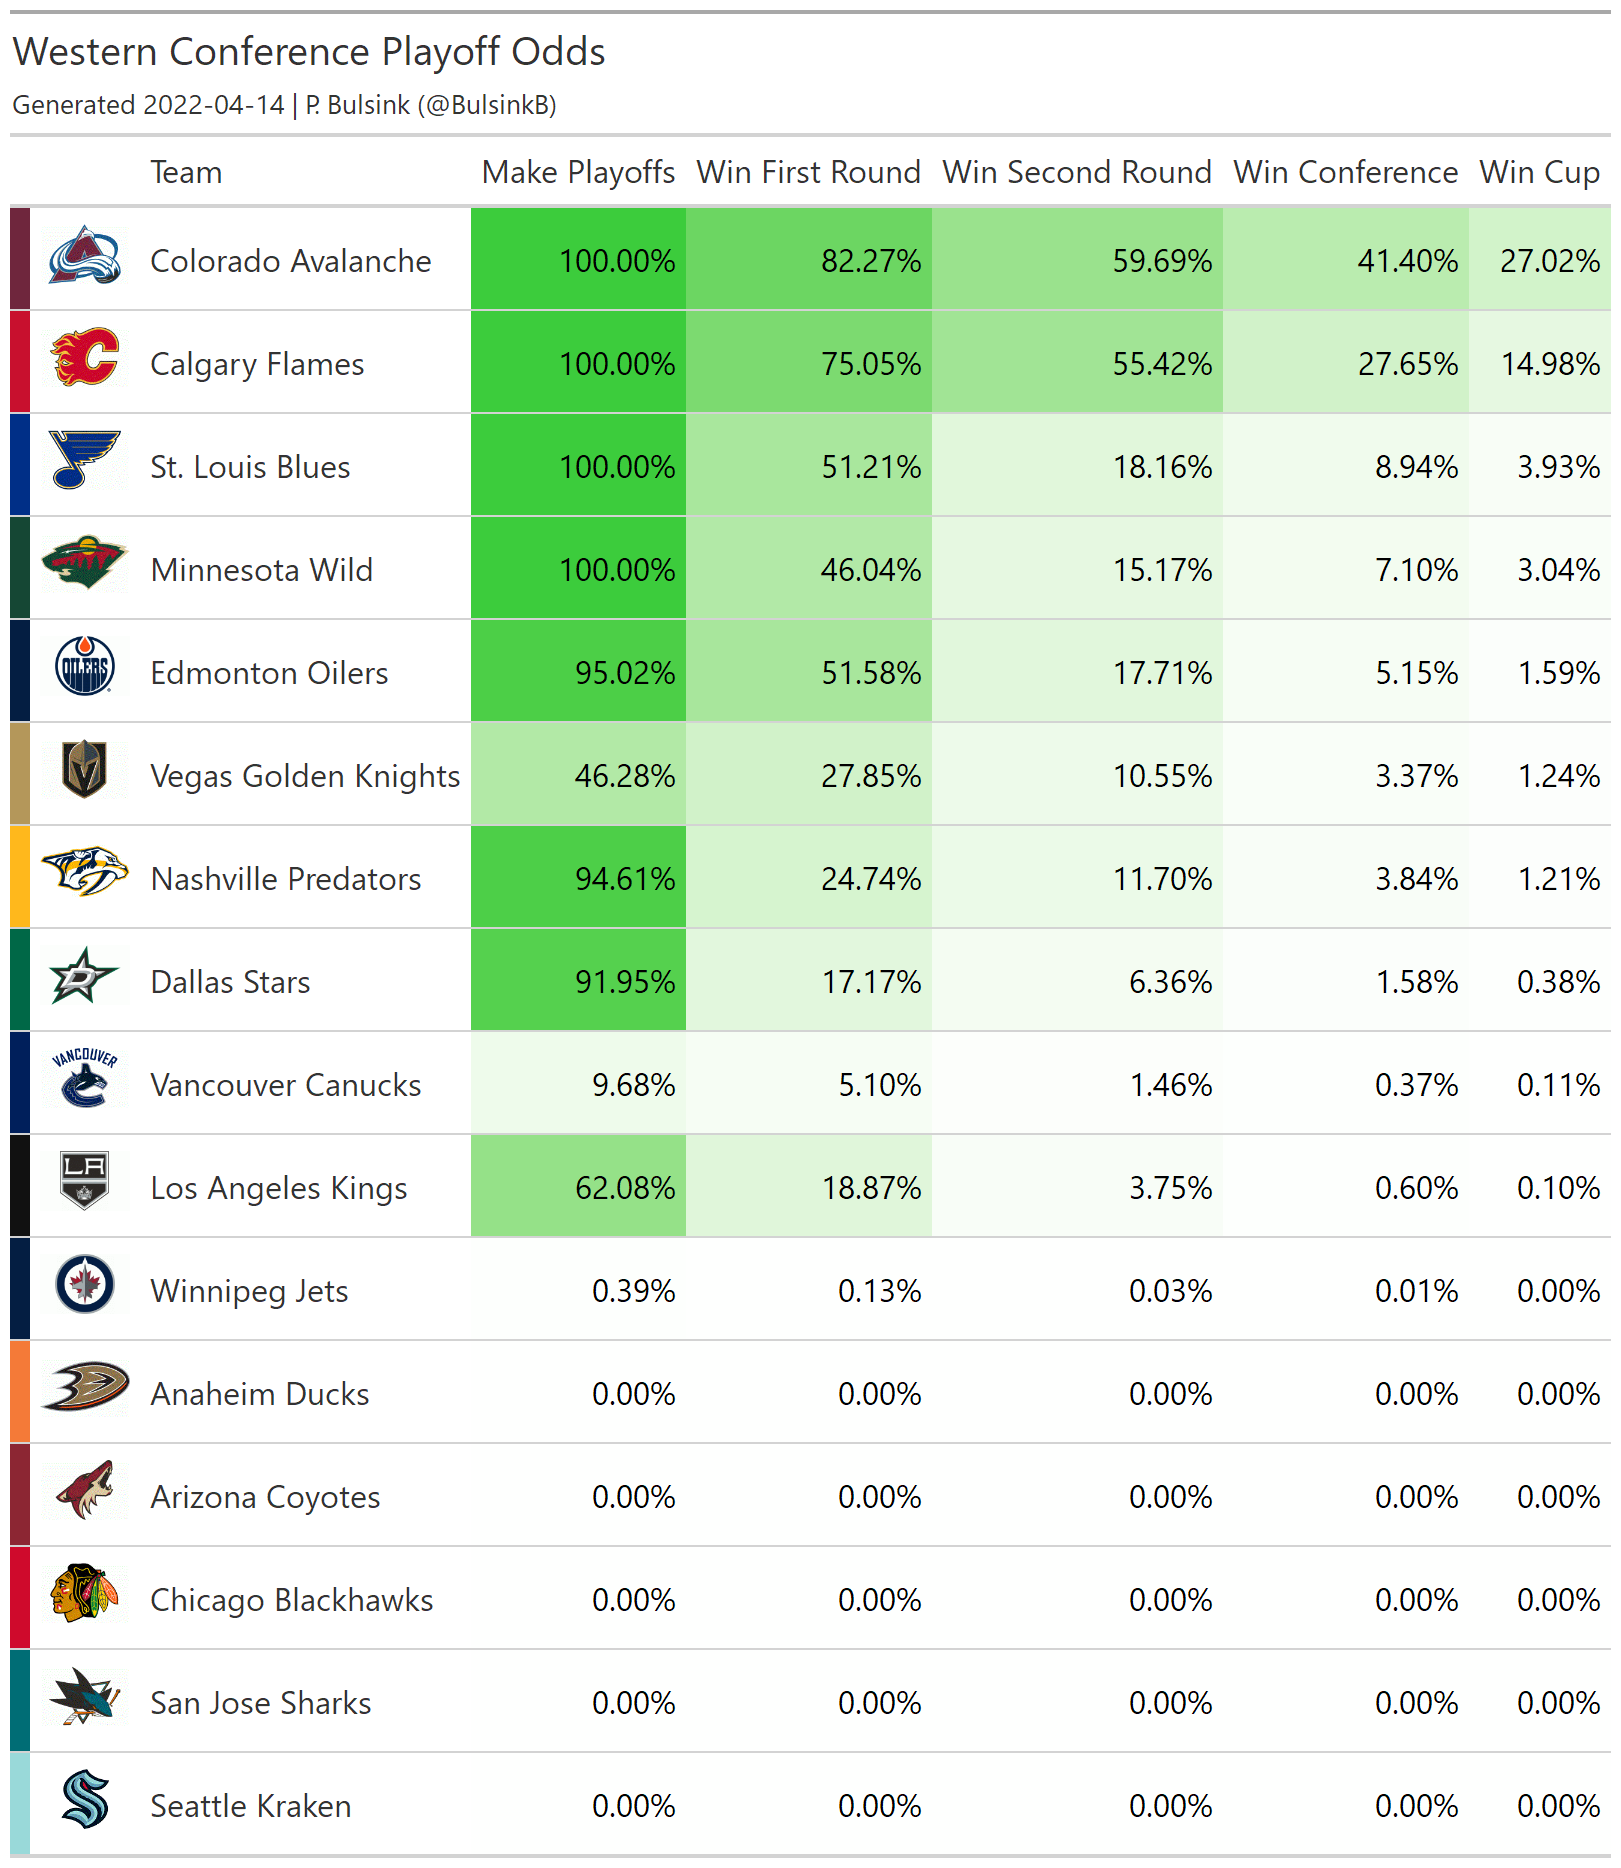 Western Conference Playoff Odds
Generated 2022-04-14 | P. Bulsink (@BulsinkB)
Team Make Playoffs Win First Round Win Second Round Win Conference Win Cup
Colorado Avalanche 100.00% 82.27% 59.69% 41.40% 27.02%
Calgary Flames 100.00% 75.05% 55.42% 27.65% 14.98%
St. Louis Blues 100.00% 51.21% 18.16% 8.94% 3.93%
Minnesota Wild 100.00% 46.04% 15.17% 7.10% 3.04%
OILERS Edmonton Oilers 95.02% 51.58% 17.71% 5.15% 1.59%
Vegas Golden Knights 46.28% 27.85% 10.55% 3.37% 1.24%
Nashville Predators 94.61% 24.74% 11.70% 3.84% 1.21%
D Dallas Stars 91.95% 17.17% 6.36% 1.58% 0.38%
VANCOUVER Vancouver Canucks 9.68% 5.10% 1.46% 0.37% 0.11%
LA Los Angeles Kings 62.08% 18.87% 3.75% 0.60% 0.10%
Winnipeg Jets 0.39% 0.13% 0.03% 0.01% 0.00%
Anaheim Ducks 0.00% 0.00% 0.00% 0.00% 0.00%
Arizona Coyotes 0.00% 0.00% 0.00% 0.00% 0.00%
Chicago Blackhawks 0.00% 0.00% 0.00% 0.00% 0.00%
San Jose Sharks 0.00% 0.00% 0.00% 0.00% 0.00%
Seattle Kraken 0.00% 0.00% 0.00% 0.00% 0.00%